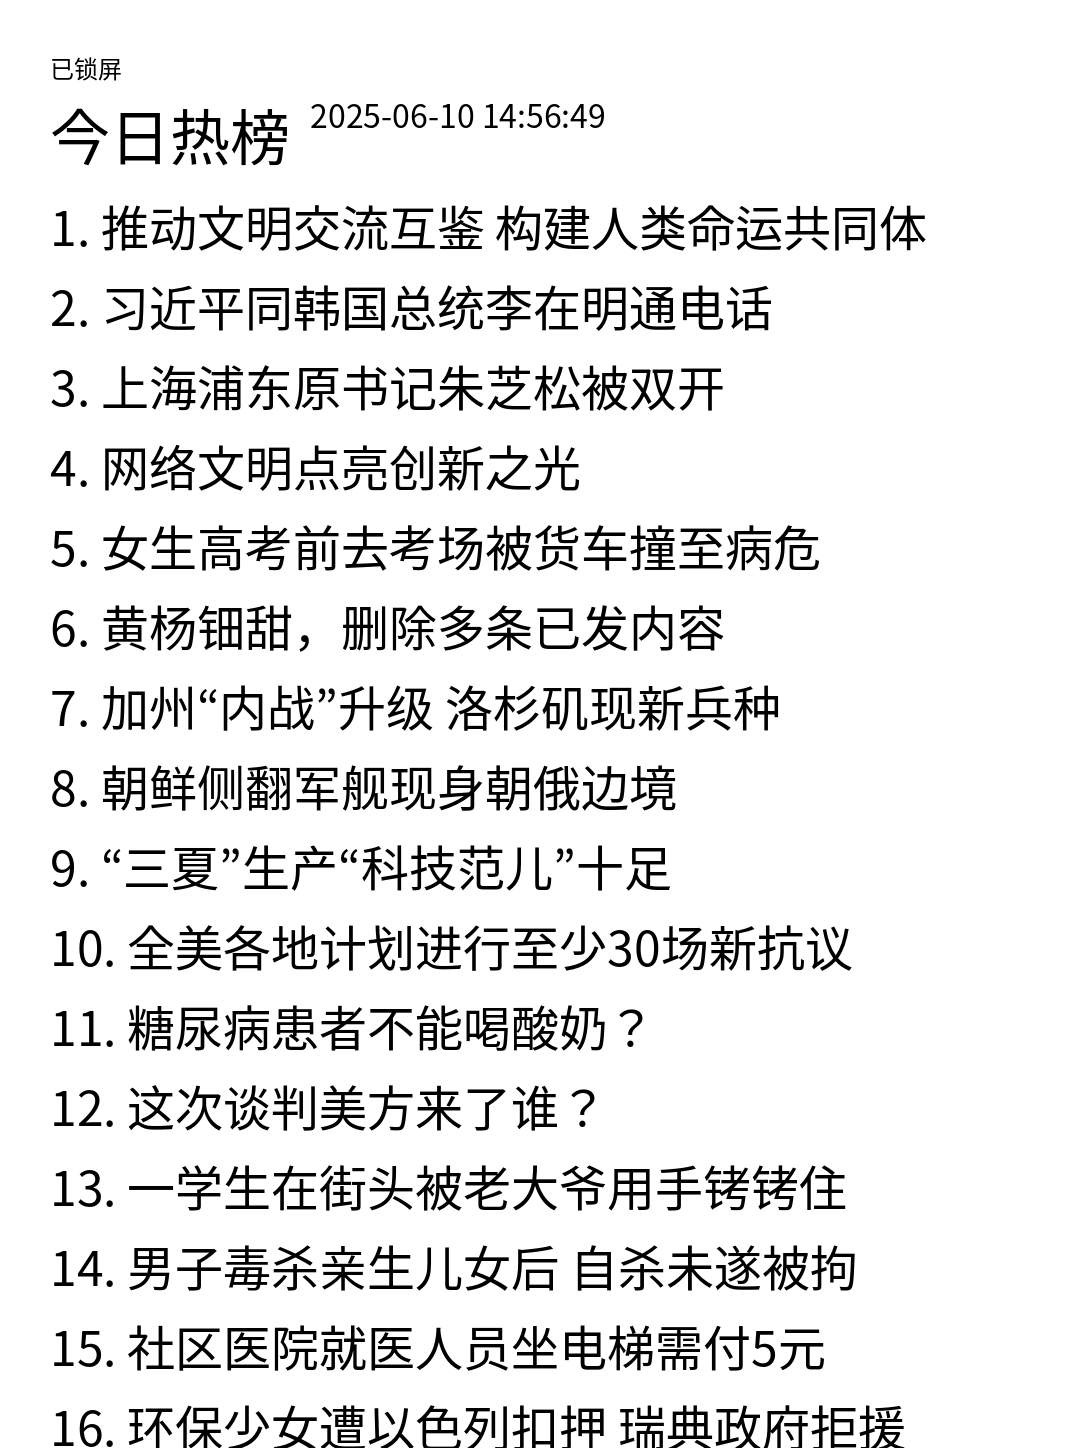 已锁屏
今日热榜 2025-06-10 14:56:49
1. 推动文明交流互鉴 构建人类命运共同体
2. 习近平同韩国总统李在明通电话
3. 上海浦东原书记朱芝松被双开
4. 网络文明点亮创新之光
5. 女生高考前去考场被货车撞至病危
6. 黄杨钿甜，删除多条已发内容
7. 加州“内战”升级 洛杉矶现新兵种
8. 朝鲜侧翻军舰现身朝俄边境
9. “三夏”生产“科技范儿”十足
10. 全美各地计划进行至少30场新抗议
11. 糖尿病患者不能喝酸奶？
12. 这次谈判美方来了谁？
13. 一学生在街头被老大爷用手铐铐住
14. 男子毒杀亲生儿女后 自杀未遂被拘
15. 社区医院就医人员坐电梯需付5元
16. 环保少女遭以色列扣押 瑞典政府拒援